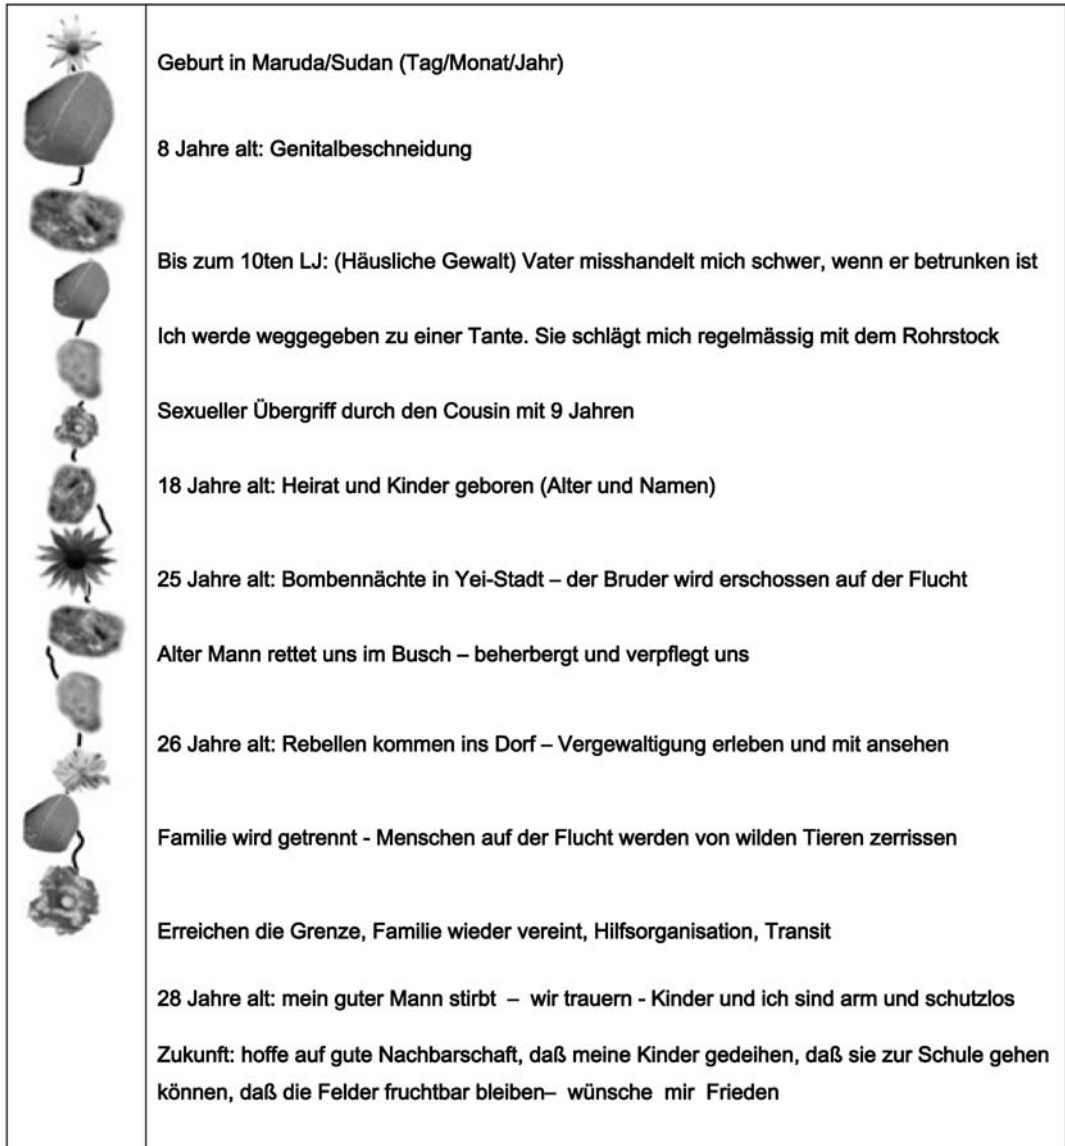 Geburt in Maruda/Sudan (Tag/Monat/Jahr)
8 Jahre alt: Genitalbeschneidung
Bis zum 10ten LJ: (Häusliche Gewalt) Vater misshandelt mich schwer, wenn er betrunken ist
Ich werde weggegeben zu einer Tante. Sie schlägt mich regelmässig mit dem Rohrstock
Sexueller Übergriff durch den Cousin mit 9 Jahren
18 Jahre alt: Heirat und Kinder geboren (Alter und Namen)
25 Jahre alt: Bombennächte in Yei-Stadt – der Bruder wird erschossen auf der Flucht
Alter Mann rettet uns im Busch – beherbergt und verpflegt uns
26 Jahre alt: Rebellen kommen ins Dorf – Vergewaltigung erleben und mit ansehen
Familie wird getrennt - Menschen auf der Flucht werden von wilden Tieren zerrissen
Erreichen die Grenze, Familie wieder vereint, Hilfsorganisation, Transit
28 Jahre alt: mein guter Mann stirbt – wir trauern - Kinder und ich sind arm und schutzlos
Zukunft: hoffe auf gute Nachbarschaft, daß meine Kinder gedeihen, daß sie zur Schule gehen
können, daß die Felder fruchtbar bleiben– wünsche mir Frieden